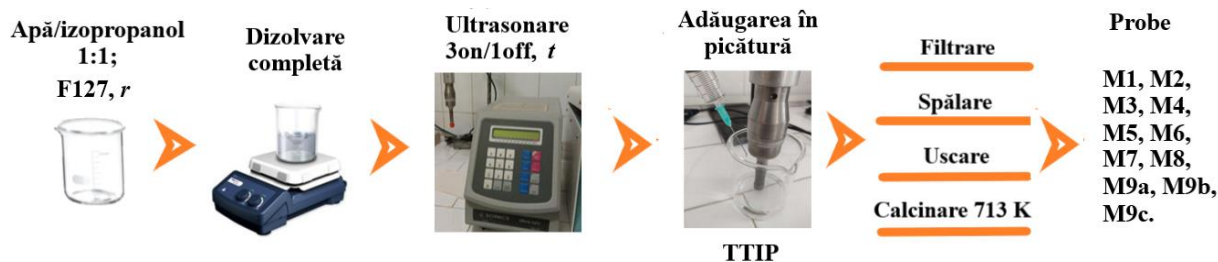 Apă/izopropanol
1:1;
F127, r
Dizolvare
completă
Ultrasonare
3on/1off, t
Adăugarea în
picătură
TTIP
Filtrare
Spălare
Uscare
Calcinare 713 K
Probe
M1, M2,
M3, M4,
M5, M6,
M7, M8,
M9a, M9b,
M9c.